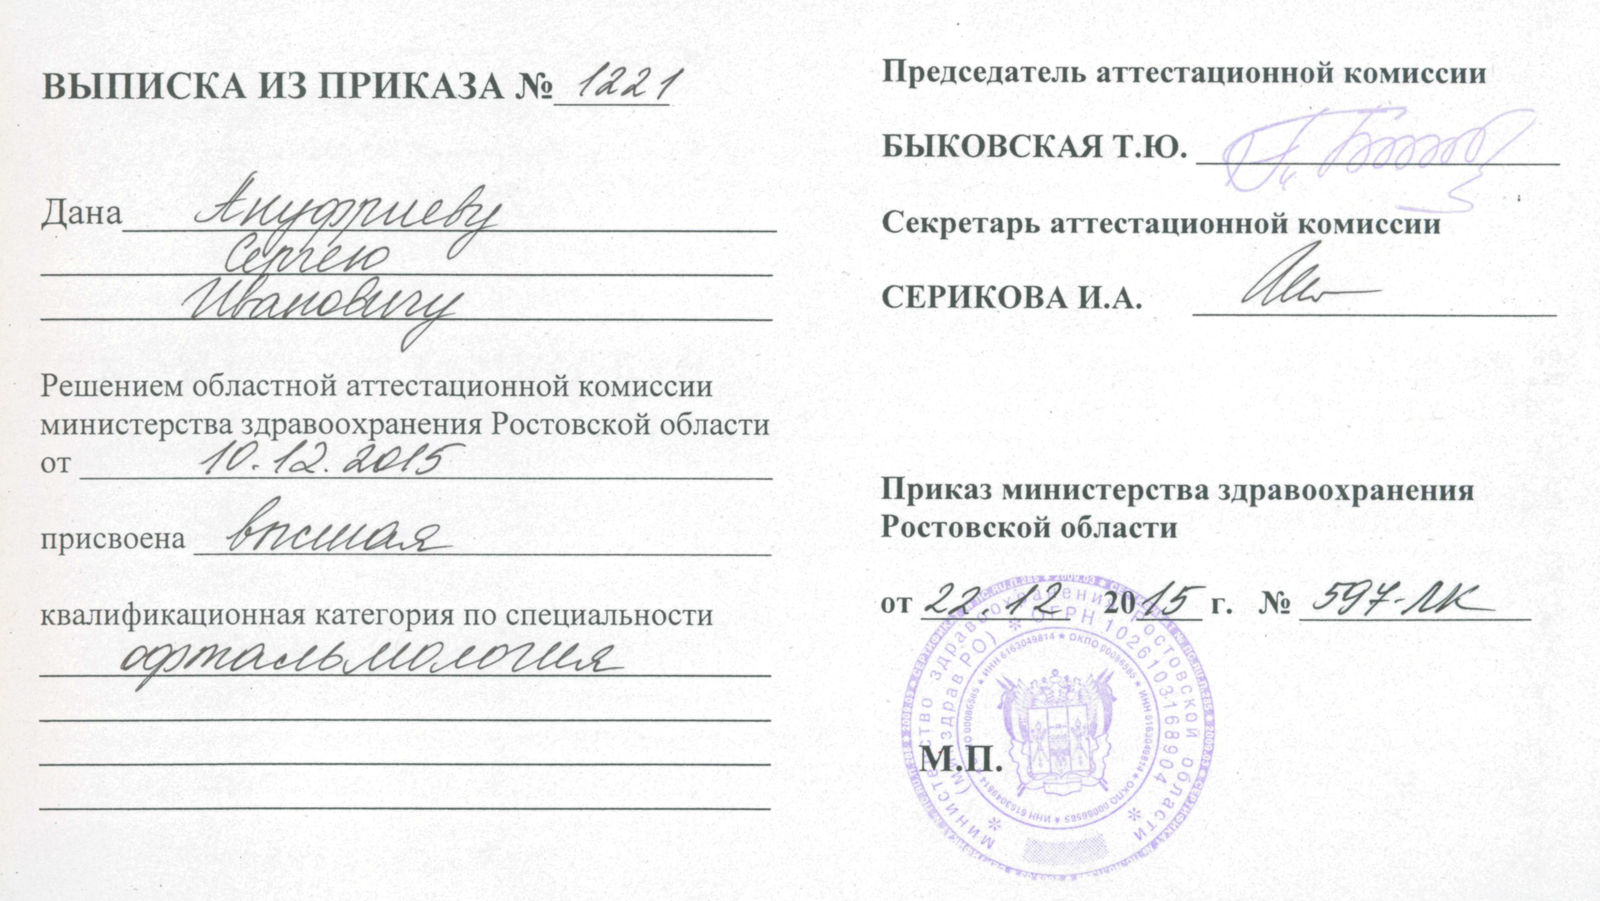 ВЫПИСКА ИЗ ПРИКАЗА № 1221
Дана Ануфриеву
Сергею
Ивановичу
Решением областной аттестационной комиссии
министерства здравоохранения Ростовской области
от 10.12.2015
присвоена высшая
квалификационная категория по специальности
офтальмология
Председатель аттестационной комиссии
БЫКОВСКАЯ Т.Ю.
Секретарь аттестационной комиссии
СЕРИКОВА И.А.
Приказ министерства здравоохранения
Ростовской области
от 22.12 2015 г. № 597-ЛК
М.П.
Министерство здравоохранения Ростовской области
(Минздрав РО) * ОГРН 1026103168904
ИНН 6163049814 * ОКПО 00086585